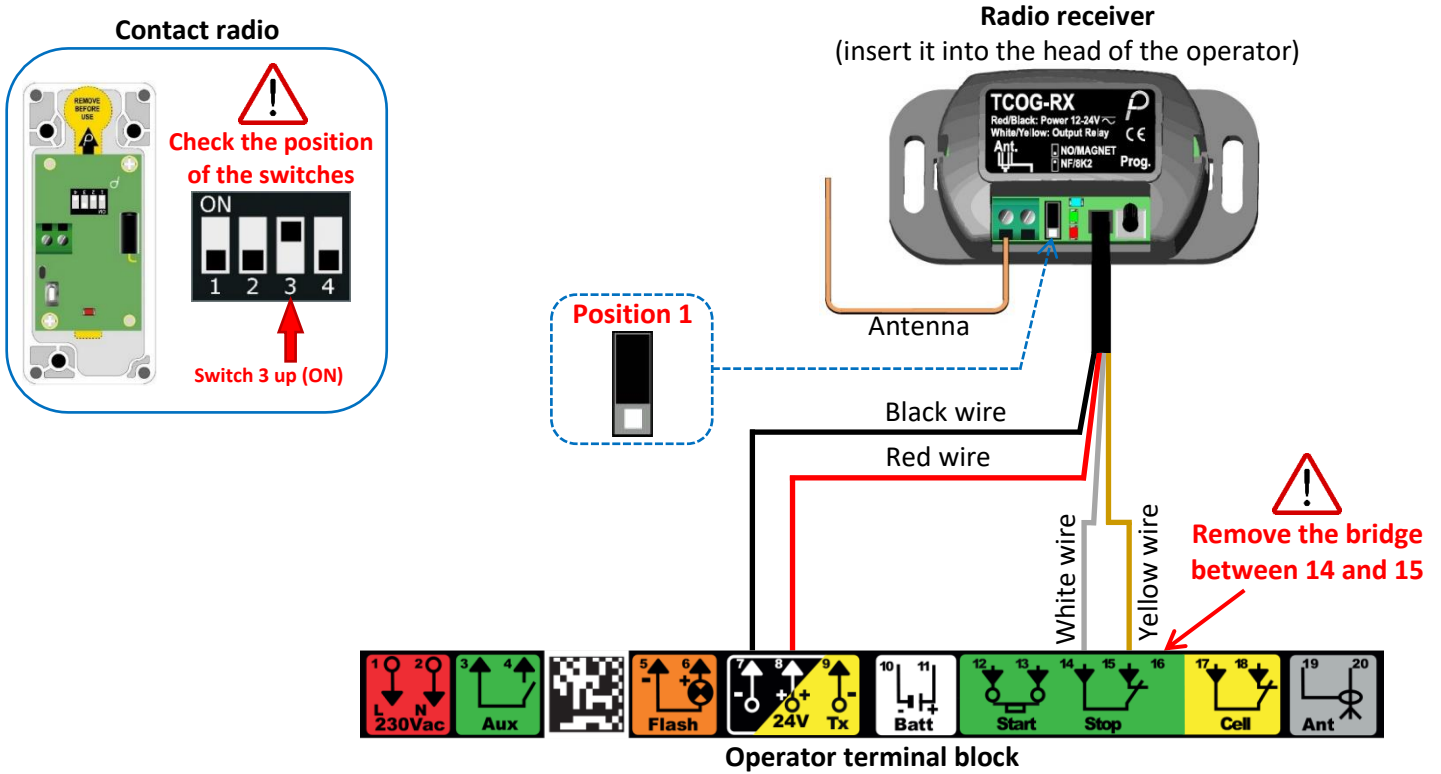 Contact radio
REMOVE
BEFORE
USE
Check the position
of the switches
ON
1 2 3 4
Switch 3 up (ON)
Radio receiver
(insert it into the head of the operator)
TCOG-RX
Red/Black: Power 12-24V
White/Yellow: Output Relay
Ant.
NO/MAGNET
NF/8K2
Prog.
CE
Position 1
Antenna
Black wire
Red wire
White wire
Yellow wire
Remove the bridge
between 14 and 15
1 2 3 4 5 6 7 8 9 10 11 12 13 14 15 16 17 18 19 20
- + - + + - - +
L N
230Vac Aux Flash 24V Tx Batt Start Stop Cell Ant
Operator terminal block